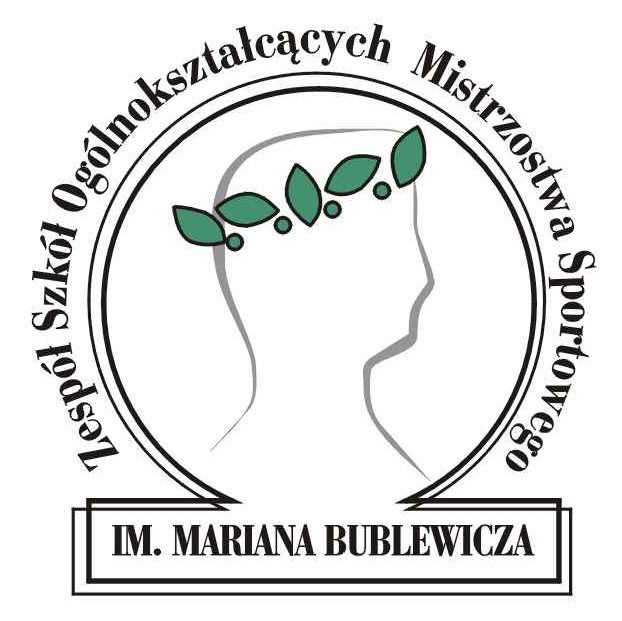 Zespół Szkół Ogólnokształcących Mistrzostwa Sportowego
IM. MARIANA BUBLEWICZA